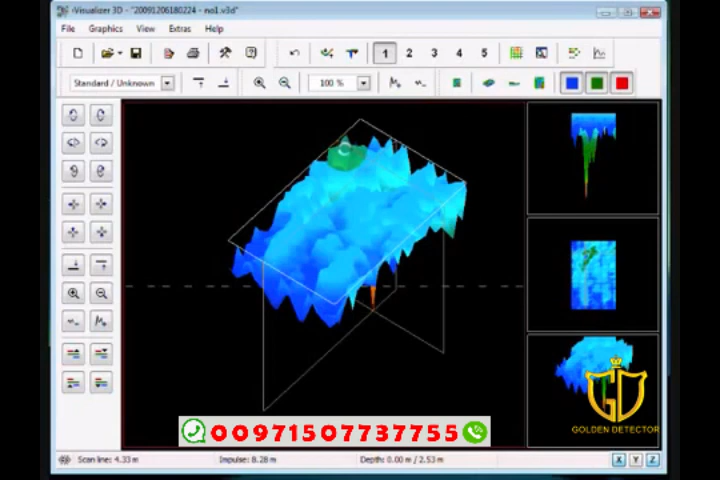 Visualizer 3D - "20091206180224 - no1.v3d"
File Graphics View Extras Help
1 2 3 4 5
Standard / Unknown 100 %
GOLDEN DETECTOR
00971507737755
Scan line: 4.33 m Impulse: 8.28 m Depth: 0.00 m / 2.53 m X Y Z